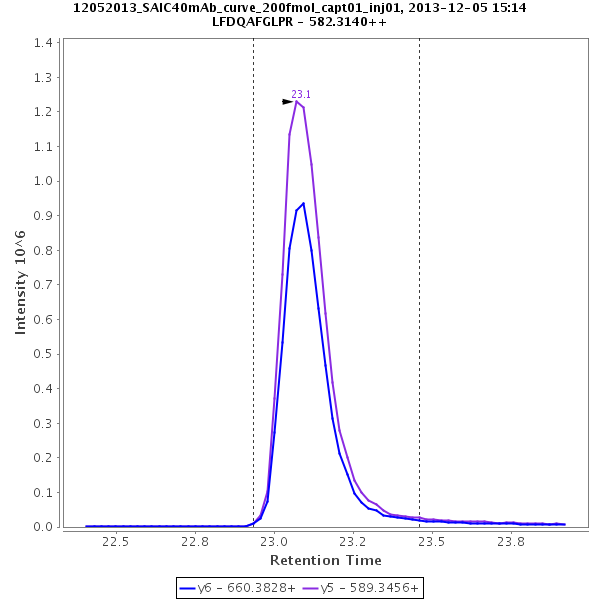 12052013_SAIC40mAb_curve_200fmol_capt01_inj01, 2013-12-05 15:14
LFDQAFGLPR - 582.3140++
1.4
1.3
1.2
1.1
1.0
0.9
0.8
0.7
0.6
0.5
0.4
0.3
0.2
0.1
0.0
Intensity 10^6
23.1
22.5 22.8 23.0 23.2 23.5 23.8
Retention Time
y6 - 660.3828+ y5 - 589.3456+